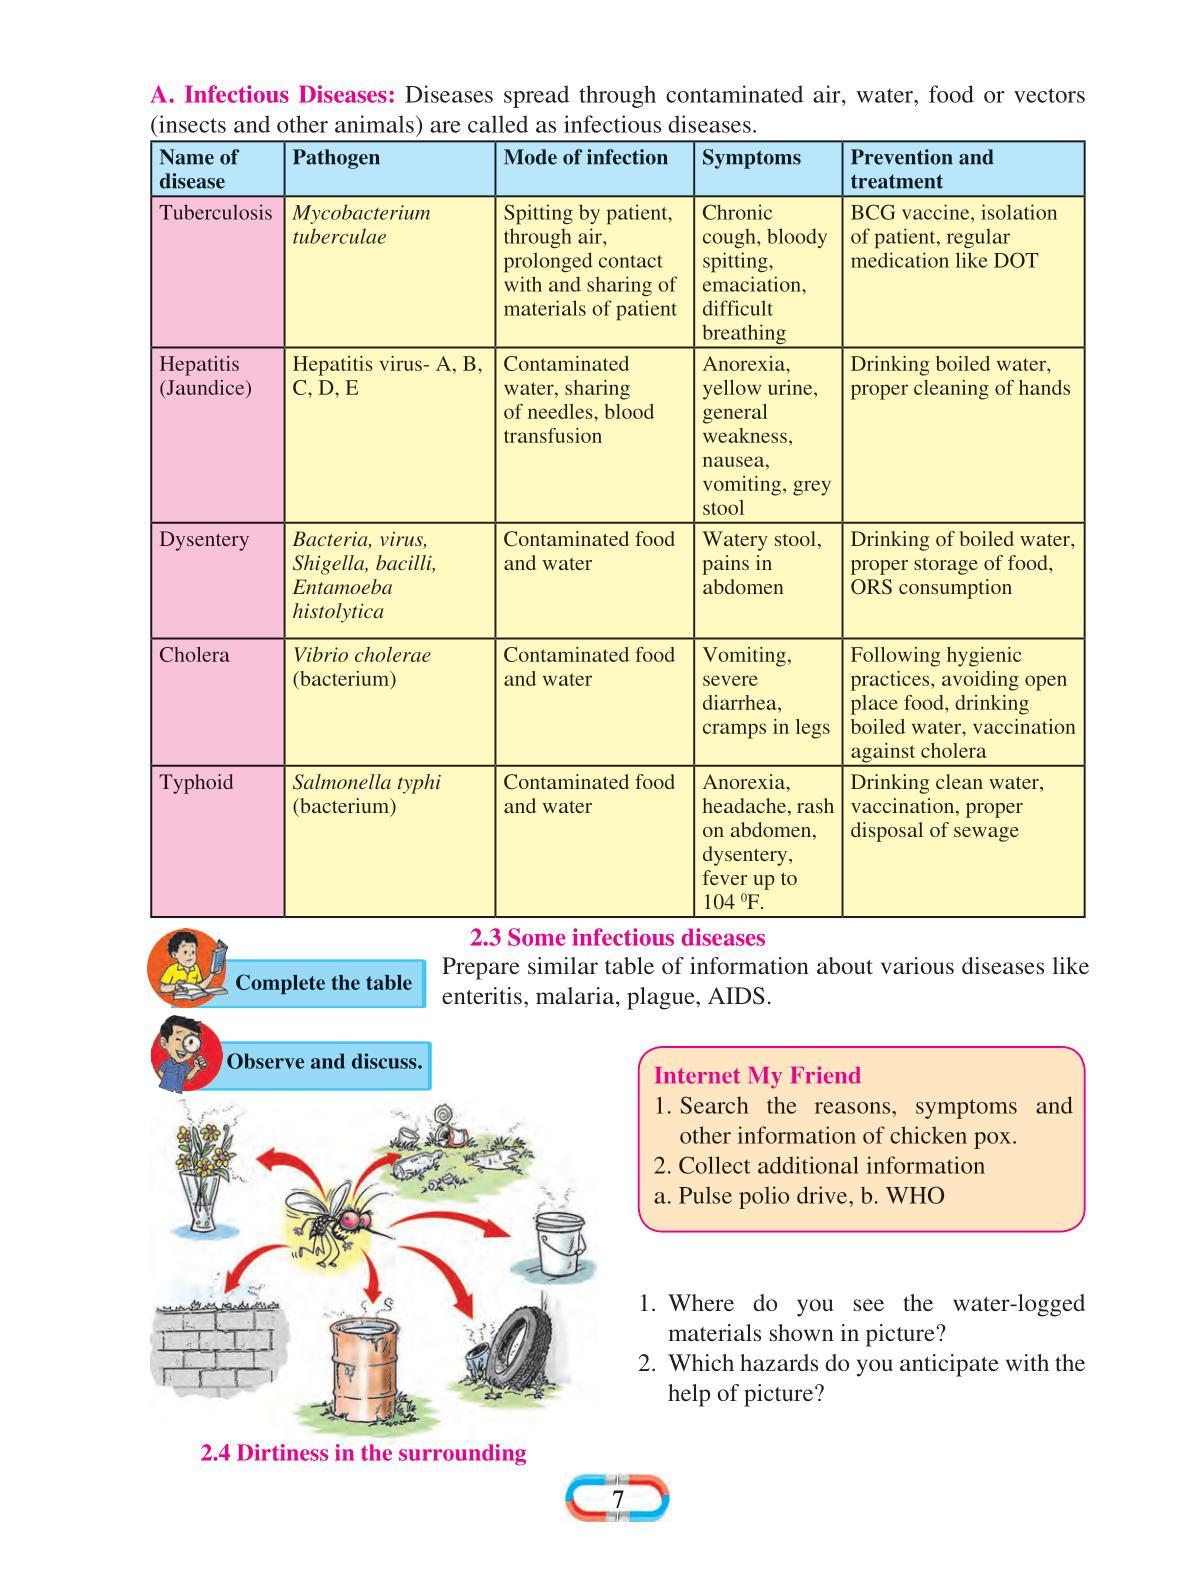 A. Infectious Diseases: Diseases spread through contaminated air, water, food or vectors
(insects and other animals) are called as infectious diseases.
Name of
disease
Pathogen
Mode of infection
Symptoms
Prevention and
treatment
Tuberculosis
Mycobacterium
tuberculae
Spitting by patient,
through air,
prolonged contact
with and sharing of
materials of patient
Chronic
cough, bloody
spitting,
emaciation,
difficult
breathing
BCG vaccine, isolation
of patient, regular
medication like DOT
Hepatitis
(Jaundice)
Hepatitis virus- A, B,
C, D, E
Contaminated
water, sharing
of needles, blood
transfusion
Anorexia,
yellow urine,
general
weakness,
nausea,
vomiting, grey
stool
Drinking boiled water,
proper cleaning of hands
Dysentery
Bacteria, virus,
Shigella, bacilli,
Entamoeba
histolytica
Contaminated food
and water
Watery stool,
pains in
abdomen
Drinking of boiled water,
proper storage of food,
ORS consumption
Cholera
Vibrio cholerae
(bacterium)
Contaminated food
and water
Vomiting,
severe
diarrhea,
cramps in legs
Following hygienic
practices, avoiding open
place food, drinking
boiled water, vaccination
against cholera
Typhoid
Salmonella typhi
(bacterium)
Contaminated food
and water
Anorexia,
headache, rash
on abdomen,
dysentery,
fever up to
104 ⁰F.
Drinking clean water,
vaccination, proper
disposal of sewage
2.3 Some infectious diseases
Complete the table
Prepare similar table of information about various diseases like
enteritis, malaria, plague, AIDS.
Observe and discuss.
Internet My Friend
1. Search the reasons, symptoms and
other information of chicken pox.
2. Collect additional information
a. Pulse polio drive, b. WHO
1. Where do you see the water-logged
materials shown in picture?
2. Which hazards do you anticipate with the
help of picture?
2.4 Dirtiness in the surrounding
7